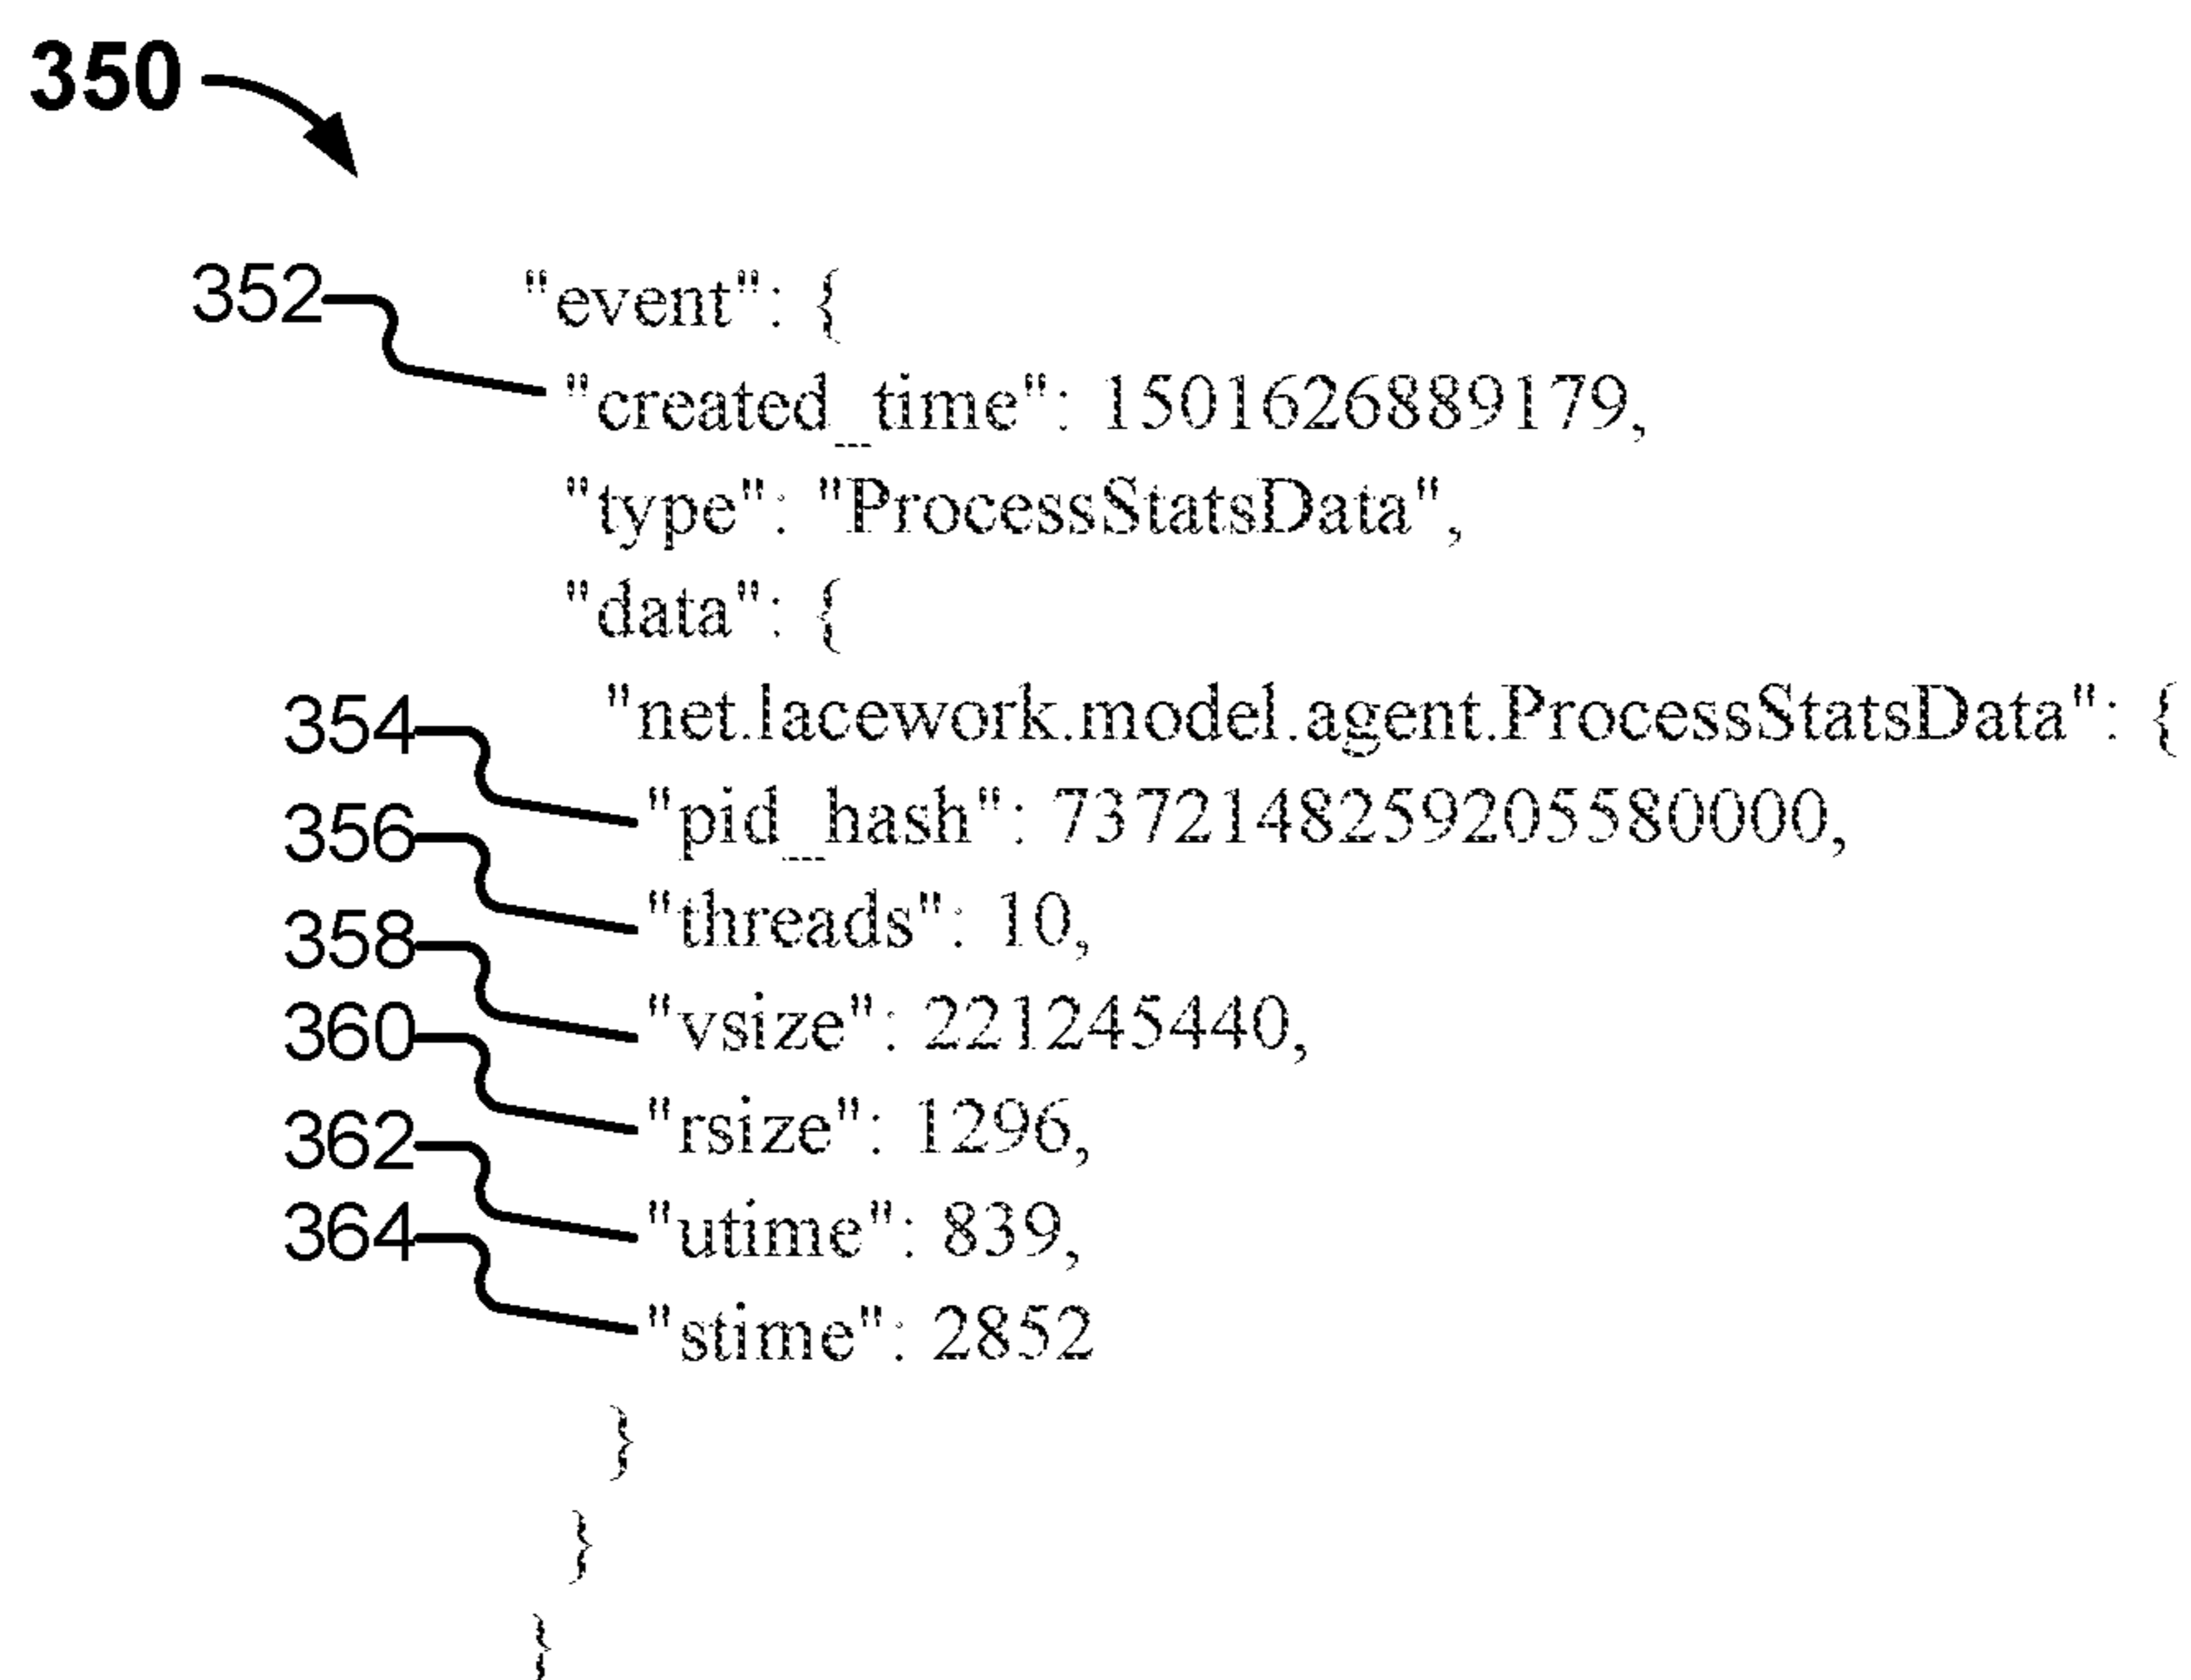 350
352 "event": {
"created_time": 1501626889179,
"type": "ProcessStatsData",
"data": {
354 "net.lacework.model.agent.ProcessStatsData": {
"pid_hash": 7372148259205580000,
356 "threads": 10,
358 "vsize": 221245440,
360 "rsize": 1296,
362 "utime": 839,
364 "stime": 2852
}
}
}